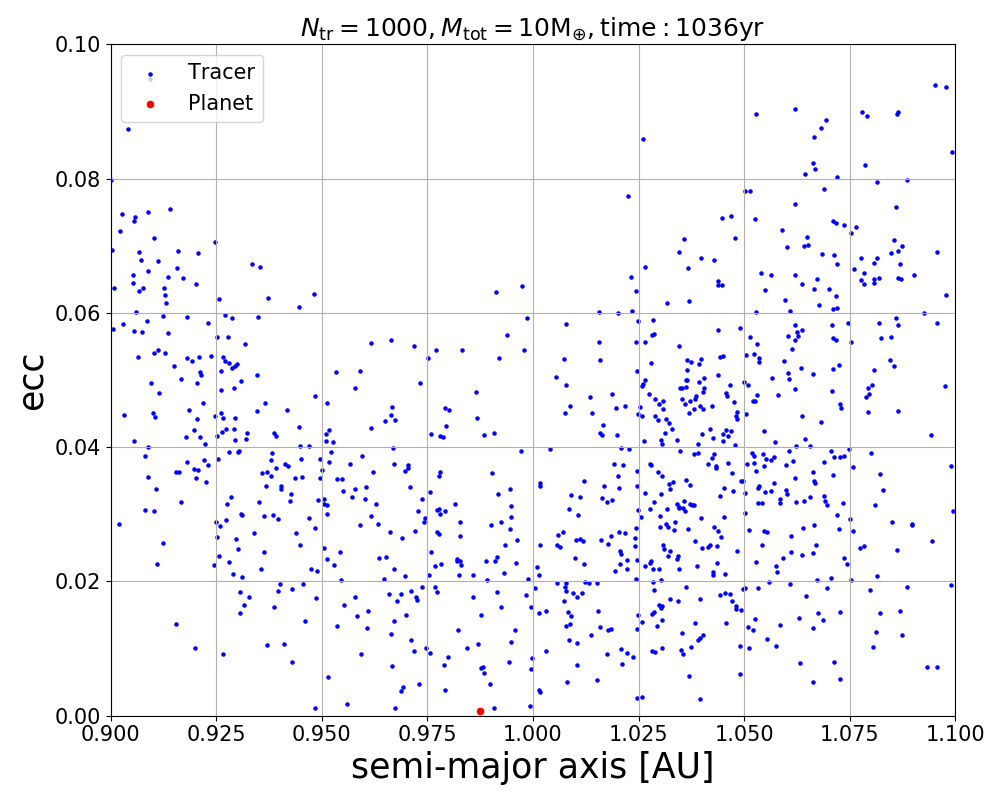 N_tr = 1000, M_tot = 10M_⊕, time : 1036yr
0.10
Tracer
Planet
0.08
0.06
ecc
0.04
0.02
0.00
0.900 0.925 0.950 0.975 1.000 1.025 1.050 1.075 1.100
semi-major axis [AU]